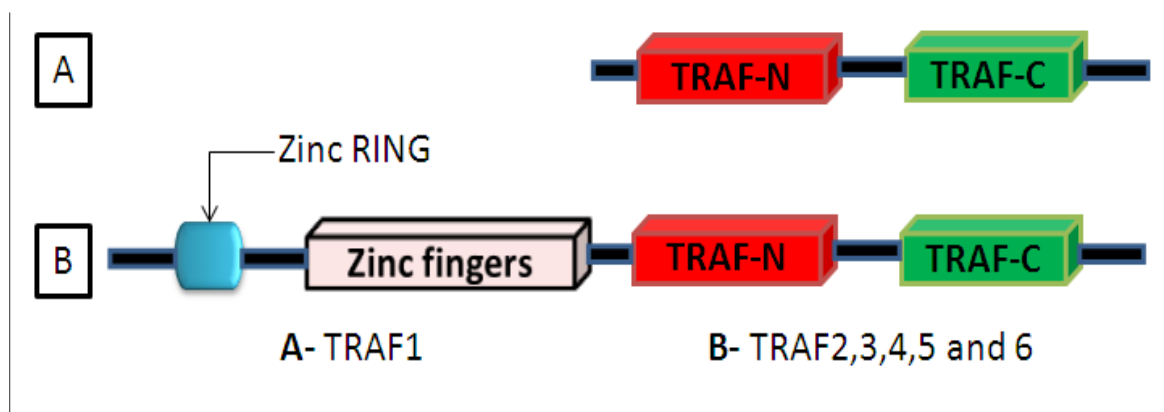 A
TRAF-N TRAF-C
Zinc RING
B
Zinc fingers TRAF-N TRAF-C
A- TRAF1 B- TRAF2,3,4,5 and 6